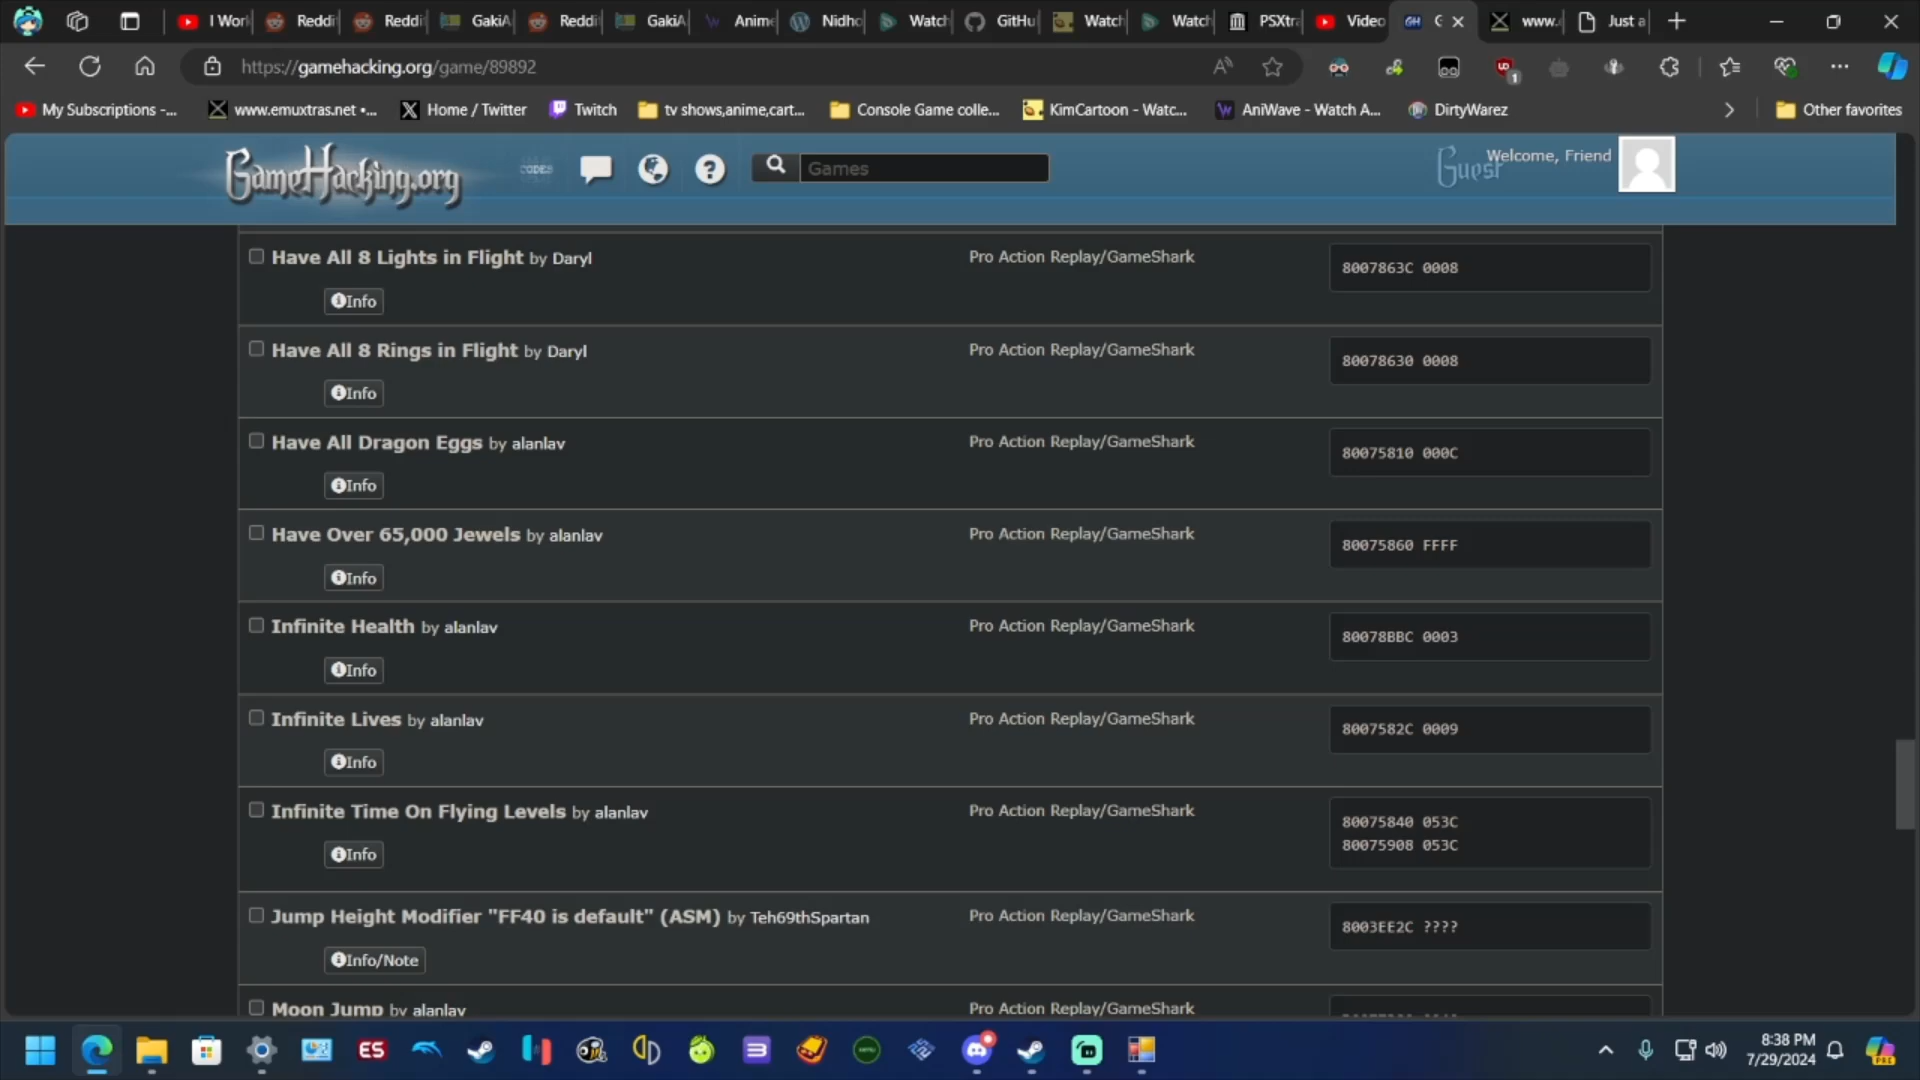 I Worl
Reddi
Reddi
GakiA
Reddi
GakiA
Anime
Nidho
Watch
GitHu
Watch
Watch
PSXtra
Video
GH
www.
Just a
https://gamehacking.org/game/89892
My Subscriptions -...
www.emuxtras.net •...
Home / Twitter
Twitch
tv shows,anime,cart...
Console Game colle...
KimCartoon - Watc...
AniWave - Watch A...
DirtyWarez
Other favorites
GameHacking.org
CODES
Games
Guest
Welcome, Friend
Have All 8 Lights in Flight by Daryl
Pro Action Replay/GameShark
8007863C 0008
Info
Have All 8 Rings in Flight by Daryl
Pro Action Replay/GameShark
80078630 0008
Info
Have All Dragon Eggs by alanlav
Pro Action Replay/GameShark
80075810 000C
Info
Have Over 65,000 Jewels by alanlav
Pro Action Replay/GameShark
80075860 FFFF
Info
Infinite Health by alanlav
Pro Action Replay/GameShark
80078BBC 0003
Info
Infinite Lives by alanlav
Pro Action Replay/GameShark
8007582C 0009
Info
Infinite Time On Flying Levels by alanlav
Pro Action Replay/GameShark
80075840 053C
80075908 053C
Info
Jump Height Modifier "FF40 is default" (ASM) by Teh69thSpartan
Pro Action Replay/GameShark
8003EE2C ????
Info/Note
Moon Jump by alanlav
Pro Action Replay/GameShark
ES
8:38 PM
7/29/2024